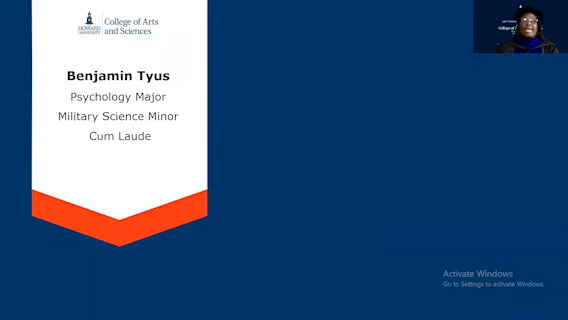 HOWARD
UNIVERSITY
College of Arts
and Sciences
Benjamin Tyus
Psychology Major
Military Science Minor
Cum Laude
Activate Windows
Go to Settings to activate Windows.